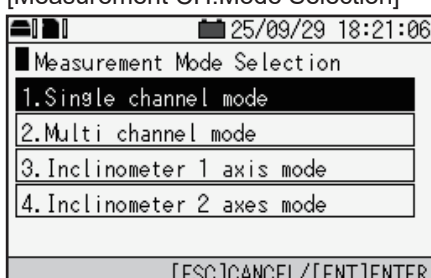 [Measurement CH.Mode Selection]
25/09/29 18:21:06
Measurement Mode Selection
1.Single channel mode
2.Multi channel mode
3.Inclinometer 1 axis mode
4.Inclinometer 2 axes mode
[ESC]CANCEL/[ENT]ENTER